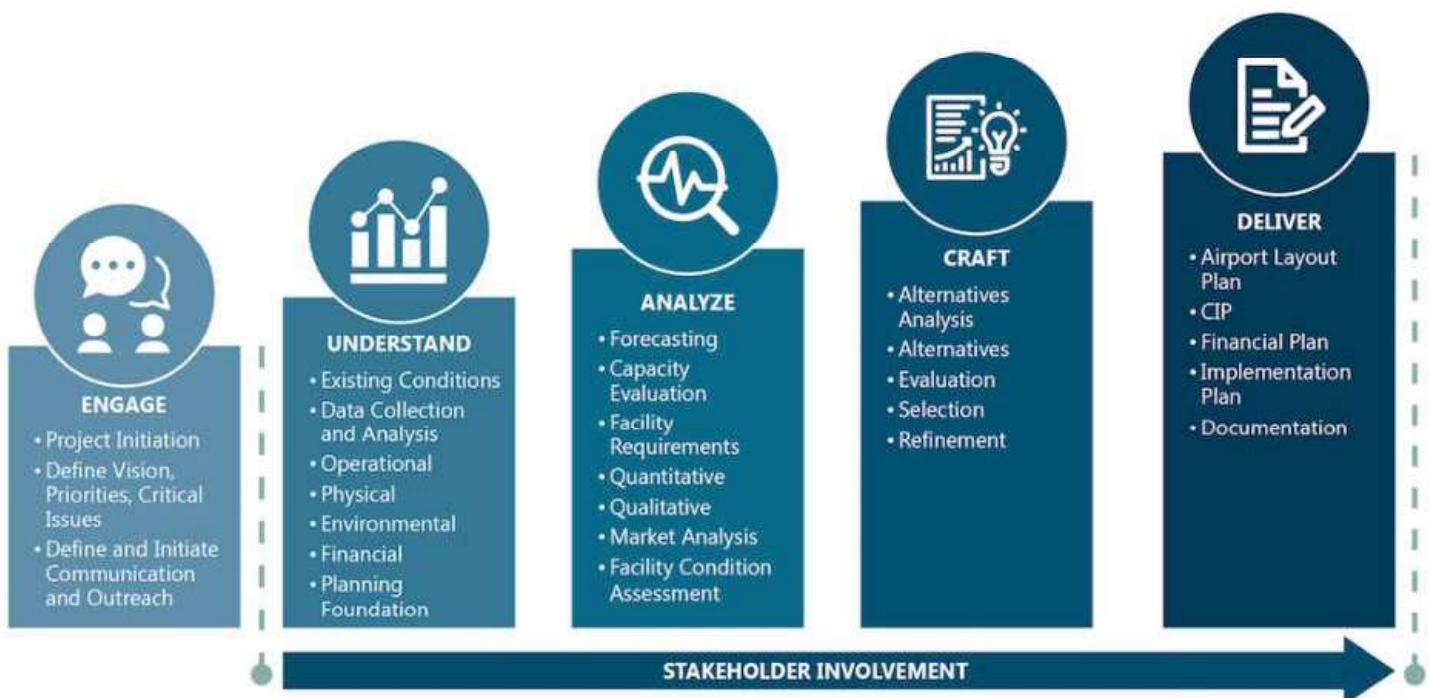 ENGAGE
• Project Initiation
• Define Vision,
Priorities, Critical
Issues
• Define and Initiate
Communication
and Outreach
UNDERSTAND
• Existing Conditions
• Data Collection
and Analysis
• Operational
• Physical
• Environmental
• Financial
• Planning
Foundation
ANALYZE
• Forecasting
• Capacity
Evaluation
• Facility
Requirements
• Quantitative
• Qualitative
• Market Analysis
• Facility Condition
Assessment
CRAFT
• Alternatives
Analysis
• Alternatives
• Evaluation
• Selection
• Refinement
DELIVER
• Airport Layout
Plan
• CIP
• Financial Plan
• Implementation
Plan
• Documentation
STAKEHOLDER INVOLVEMENT